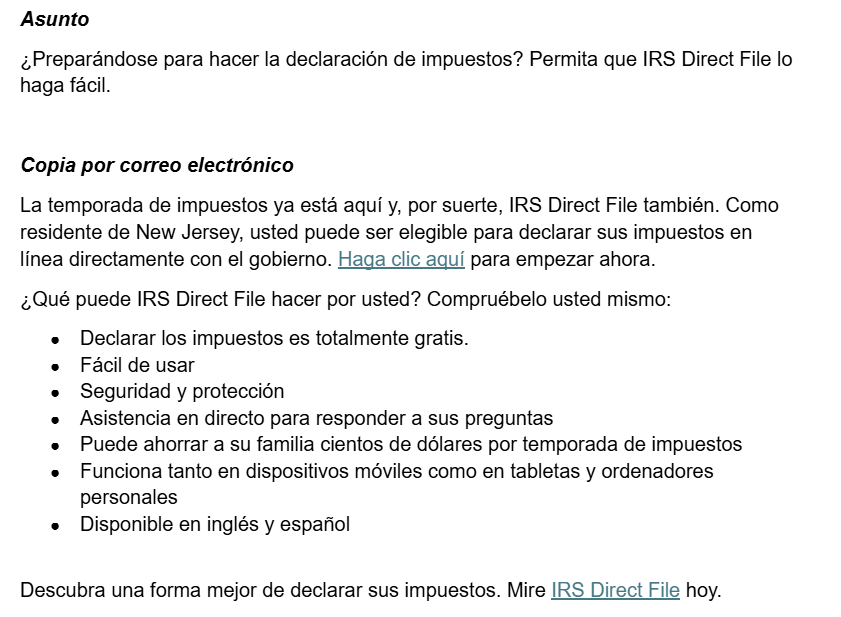 Asunto
¿Preparándose para hacer la declaración de impuestos? Permita que IRS Direct File lo
haga fácil.
Copia por correo electrónico
La temporada de impuestos ya está aquí y, por suerte, IRS Direct File también. Como
residente de New Jersey, usted puede ser elegible para declarar sus impuestos en
línea directamente con el gobierno. Haga clic aquí para empezar ahora.
¿Qué puede IRS Direct File hacer por usted? Compruébelo usted mismo:
• Declarar los impuestos es totalmente gratis.
• Fácil de usar
• Seguridad y protección
• Asistencia en directo para responder a sus preguntas
• Puede ahorrar a su familia cientos de dólares por temporada de impuestos
• Funciona tanto en dispositivos móviles como en tabletas y ordenadores
personales
• Disponible en inglés y español
Descubra una forma mejor de declarar sus impuestos. Mire IRS Direct File hoy.